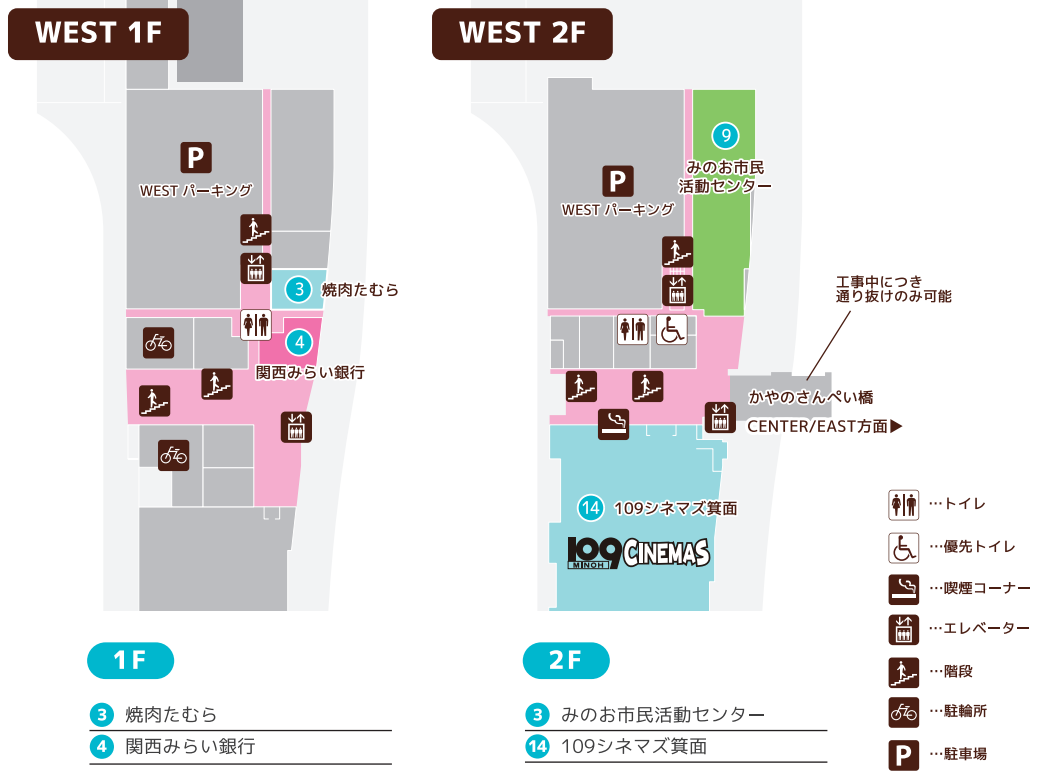 WEST 1F
P
WEST パーキング
3 焼肉たむら
4
関西みらい銀行
1F
3 焼肉たむら
4 関西みらい銀行
WEST 2F
9
みのお市民
活動センター
P
WEST パーキング
工事中につき
通り抜けのみ可能
かやのさんぺい橋
CENTER/EAST方面▶
14 109シネマズ箕面
109 CINEMAS
MINOH
2F
3 みのお市民活動センター
14 109シネマズ箕面
…トイレ
…優先トイレ
…喫煙コーナー
…エレベーター
…階段
…駐輪所
P …駐車場